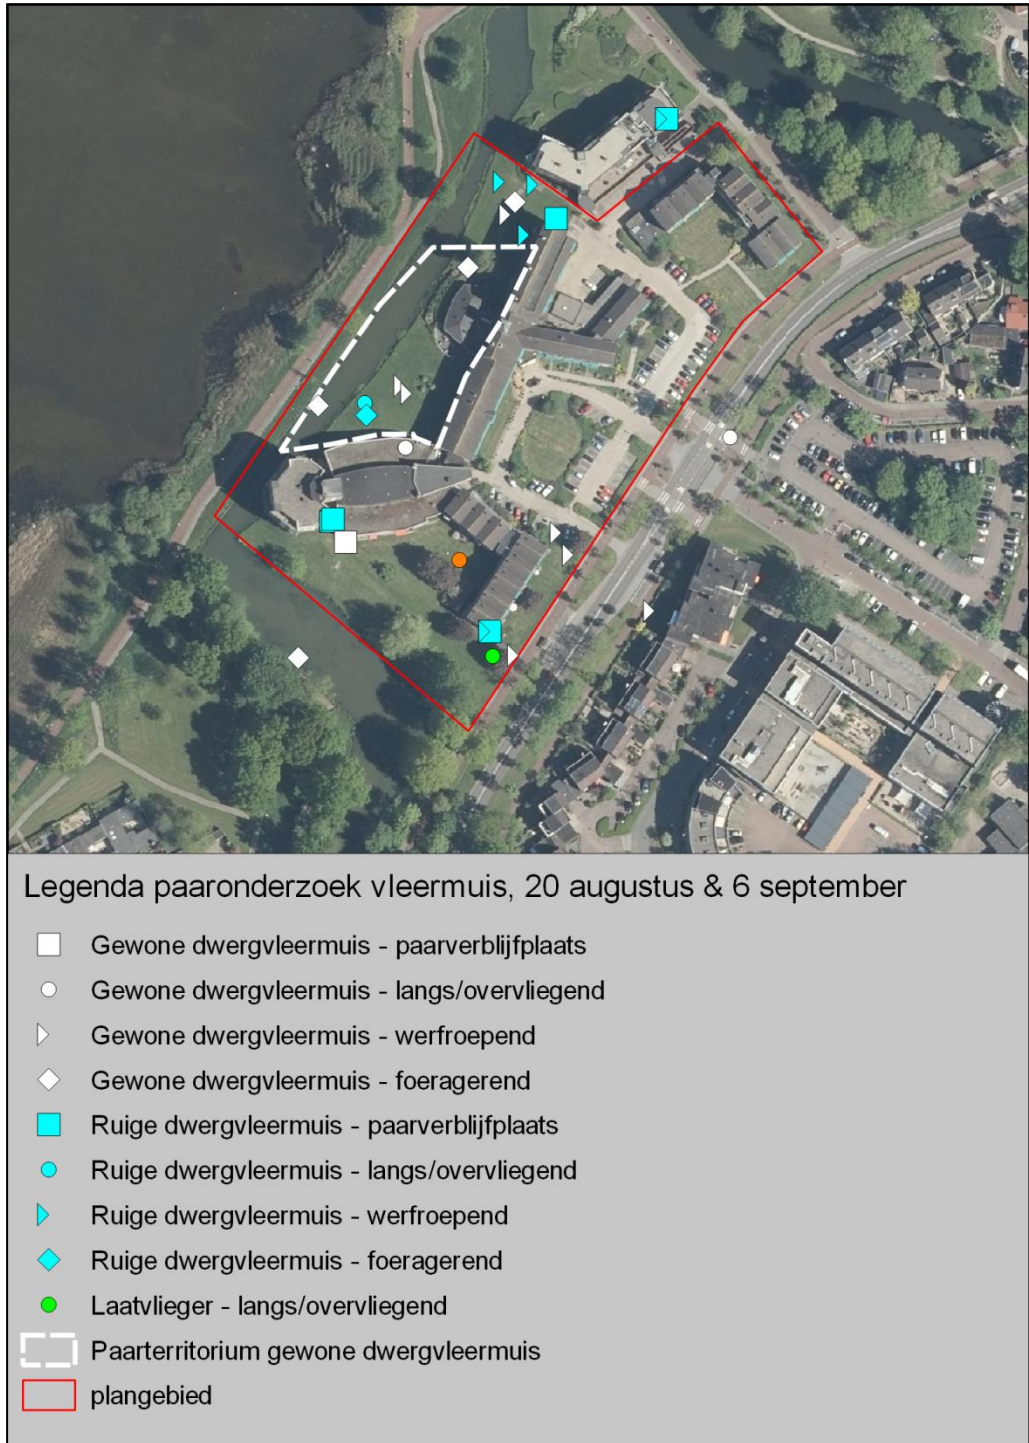 Legenda paaronderzoek vleermuis, 20 augustus & 6 september
Gewone dwergvleermuis - paarverblijfplaats
Gewone dwergvleermuis - langs/overvliegend
Gewone dwergvleermuis - werfroepend
Gewone dwergvleermuis - foeragerend
Ruige dwergvleermuis - paarverblijfplaats
Ruige dwergvleermuis - langs/overvliegend
Ruige dwergvleermuis - werfroepend
Ruige dwergvleermuis - foeragerend
Laatvlieger - langs/overvliegend
Paarterritorium gewone dwergvleermuis
plangebied